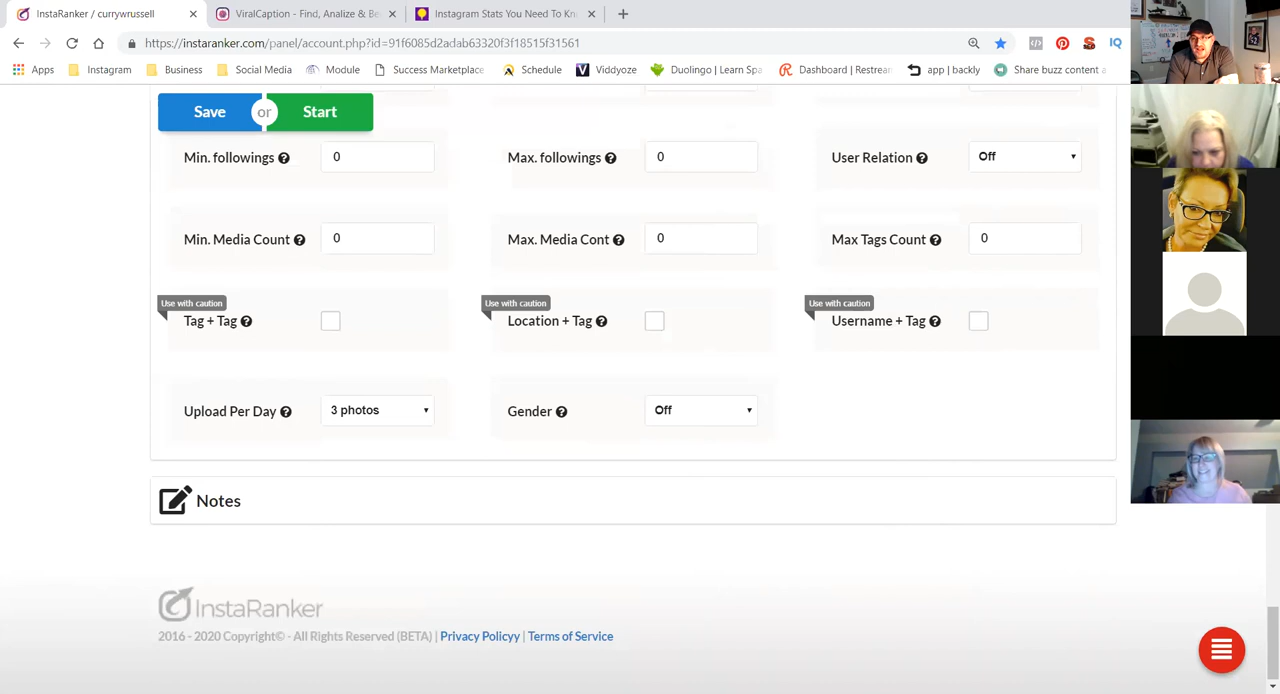 InstaRanker / currywrussell
ViralCaption - Find, Analize & Be
Instagram Stats You Need To Kn
https://instaranker.com/panel/account.php?id=91f6085d2adab63320f3f18515f31561
IQ
Apps Instagram Business Social Media Module Success Marketplace Schedule Viddyoze Duolingo | Learn Spa Dashboard | Restrean app | backly Share buzz content a
Save or Start
Min. followings 0 Max. followings 0 User Relation Off
Min. Media Count 0 Max. Media Cont 0 Max Tags Count 0
Use with caution Use with caution Use with caution
Tag + Tag Location + Tag Username + Tag
Upload Per Day 3 photos Gender Off
Notes
InstaRanker
2016 - 2020 Copyright© - All Rights Reserved (BETA) | Privacy Policyy | Terms of Service